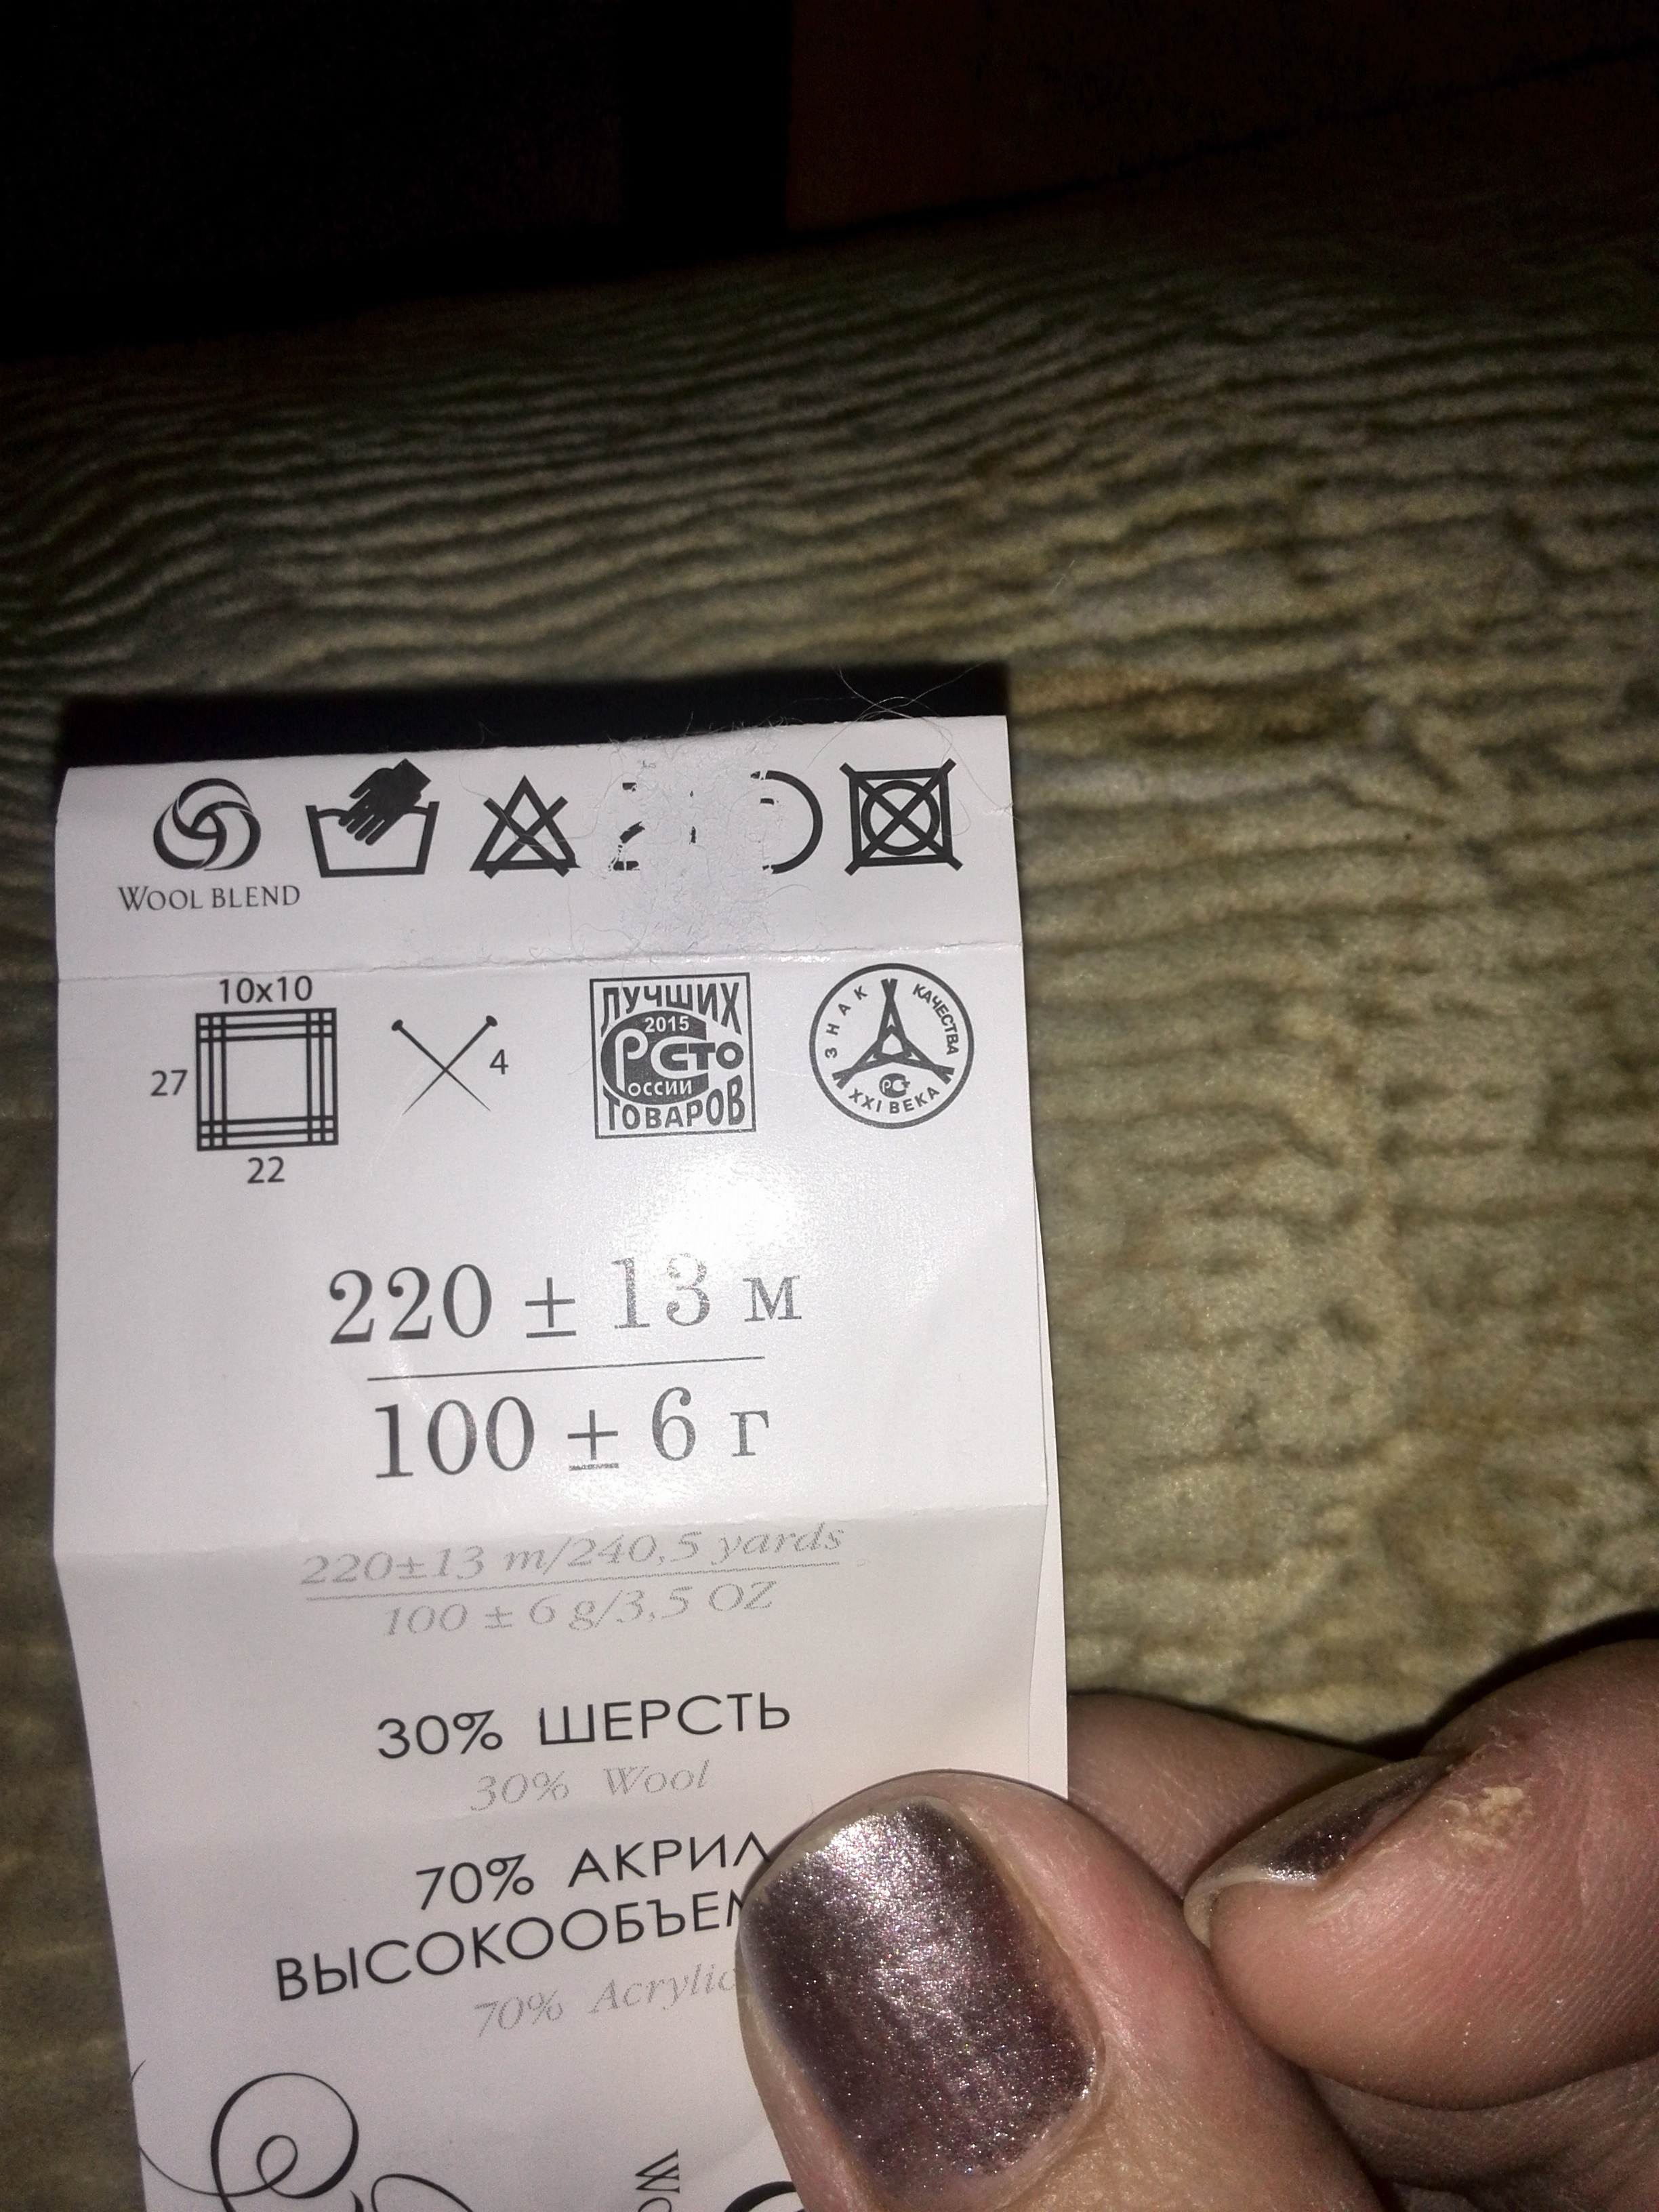 WOOL BLEND
10x10
27
22
4
ЛУЧШИХ
2015
СТО
РОССИИ
ТОВАРОВ
ЗНАК КАЧЕСТВА
XXI ВЕКА
220 ± 13 м
100 ± 6 г
220±13 m/240,5 yards
100 ± 6 g/3,5 OZ
30% ШЕРСТЬ
30% Wool
70%
70% Acrylic